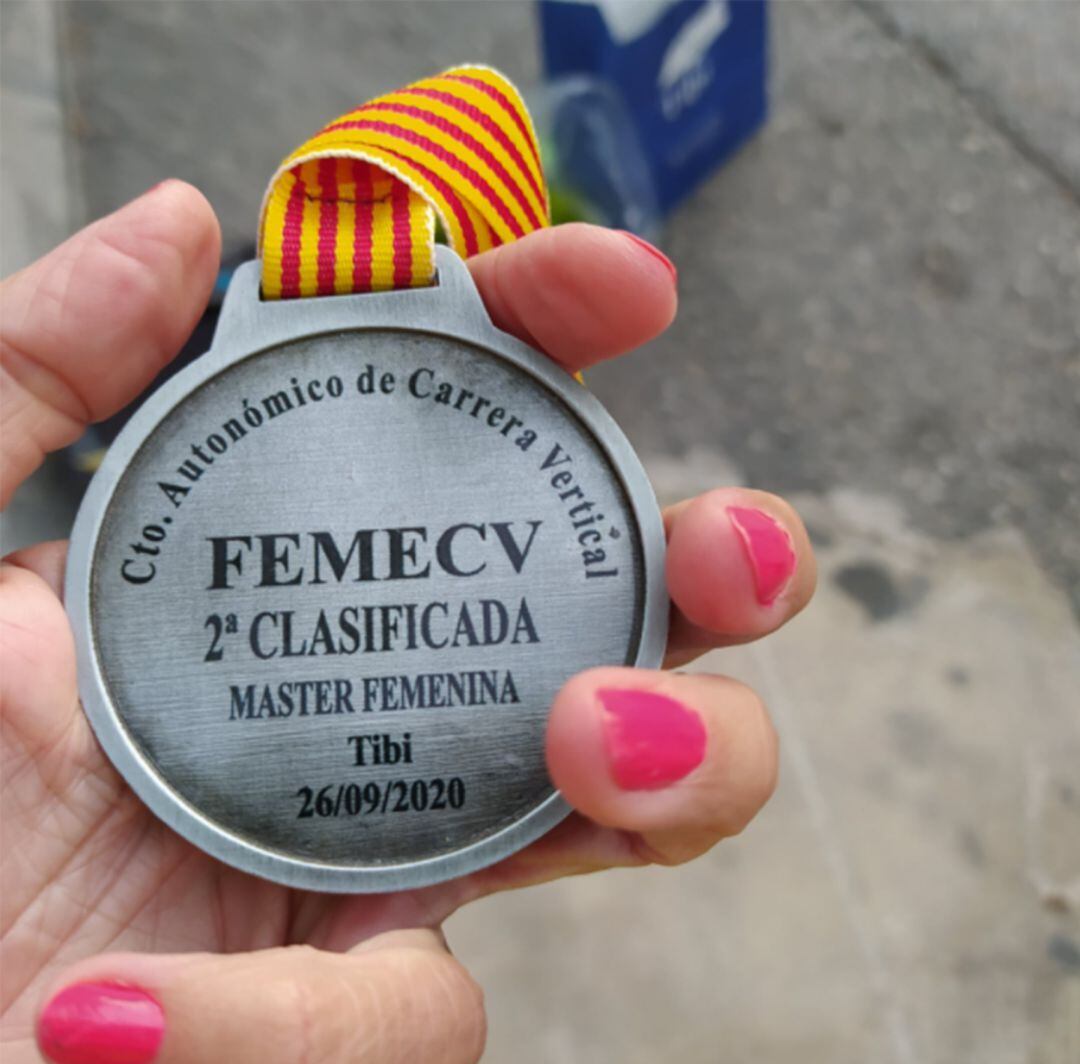 Cto. Autonómico de Carrera Vertical
FEMECV
2ª CLASIFICADA
MASTER FEMENINA
Tibi
26/09/2020